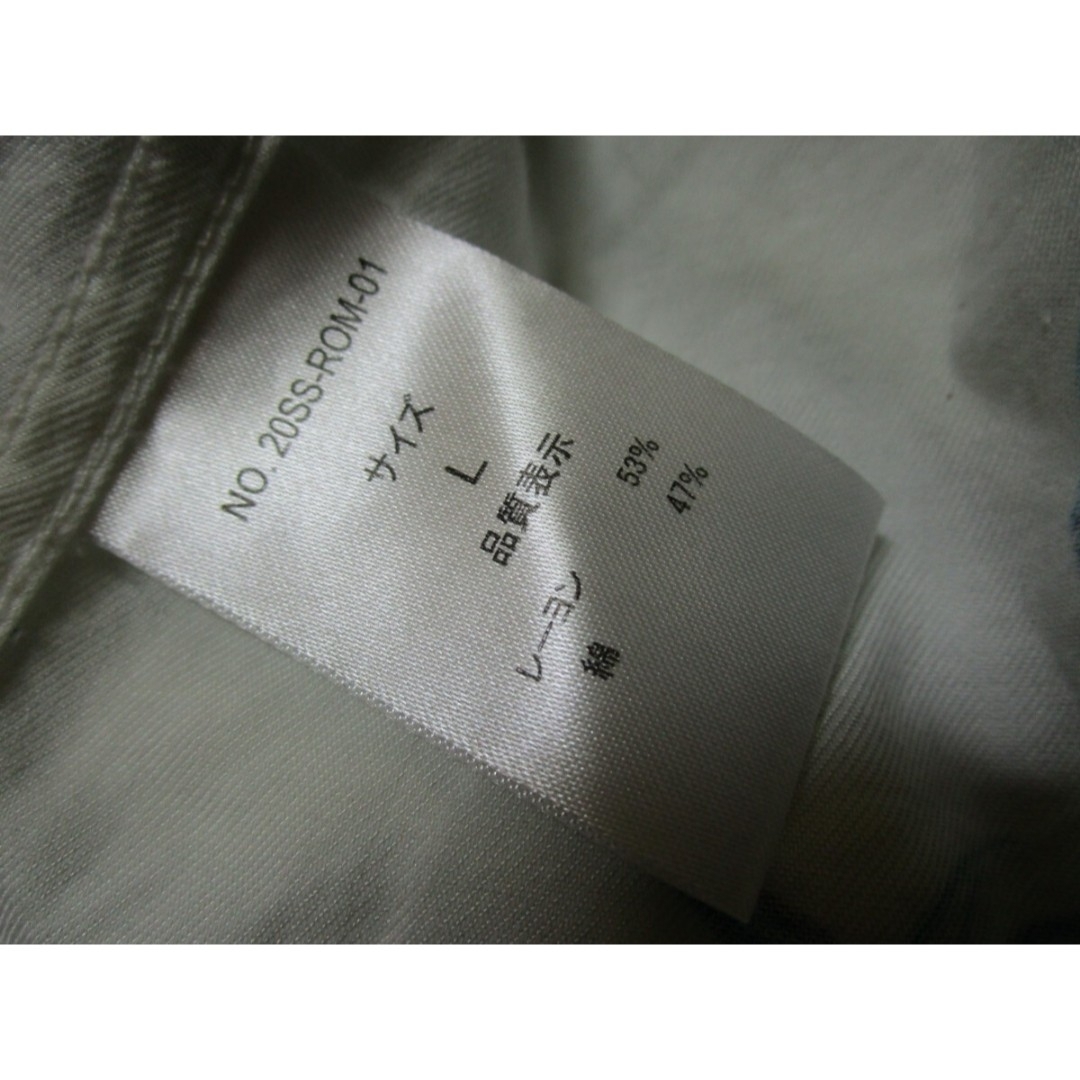 NO. 20SS-ROM-01
サイズ
L
品質表示
レーヨン 53%
綿 47%